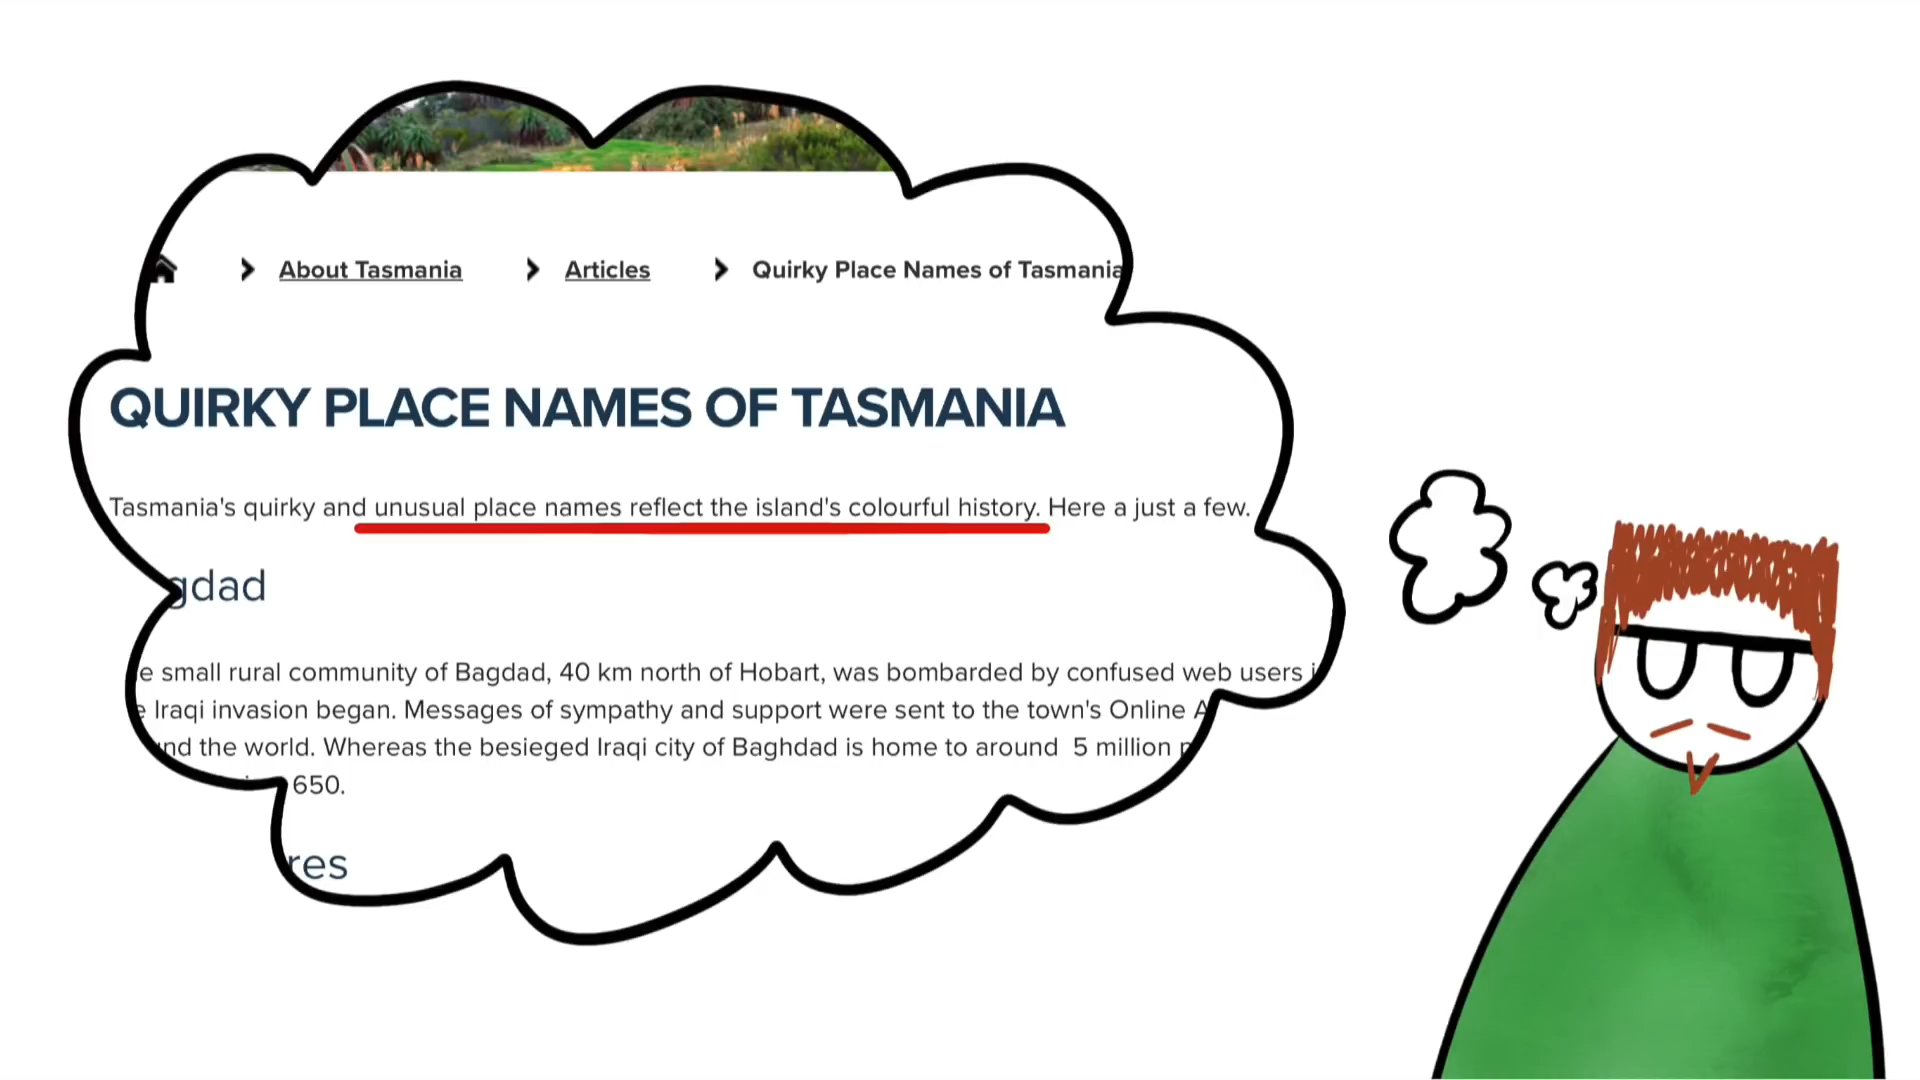 About Tasmania Articles Quirky Place Names of Tasmania
QUIRKY PLACE NAMES OF TASMANIA
Tasmania's quirky and unusual place names reflect the island's colourful history. Here a just a few.
gdad
e small rural community of Bagdad, 40 km north of Hobart, was bombarded by confused web users
Iraqi invasion began. Messages of sympathy and support were sent to the town's Online A
nd the world. Whereas the besieged Iraqi city of Baghdad is home to around 5 million
650.
res